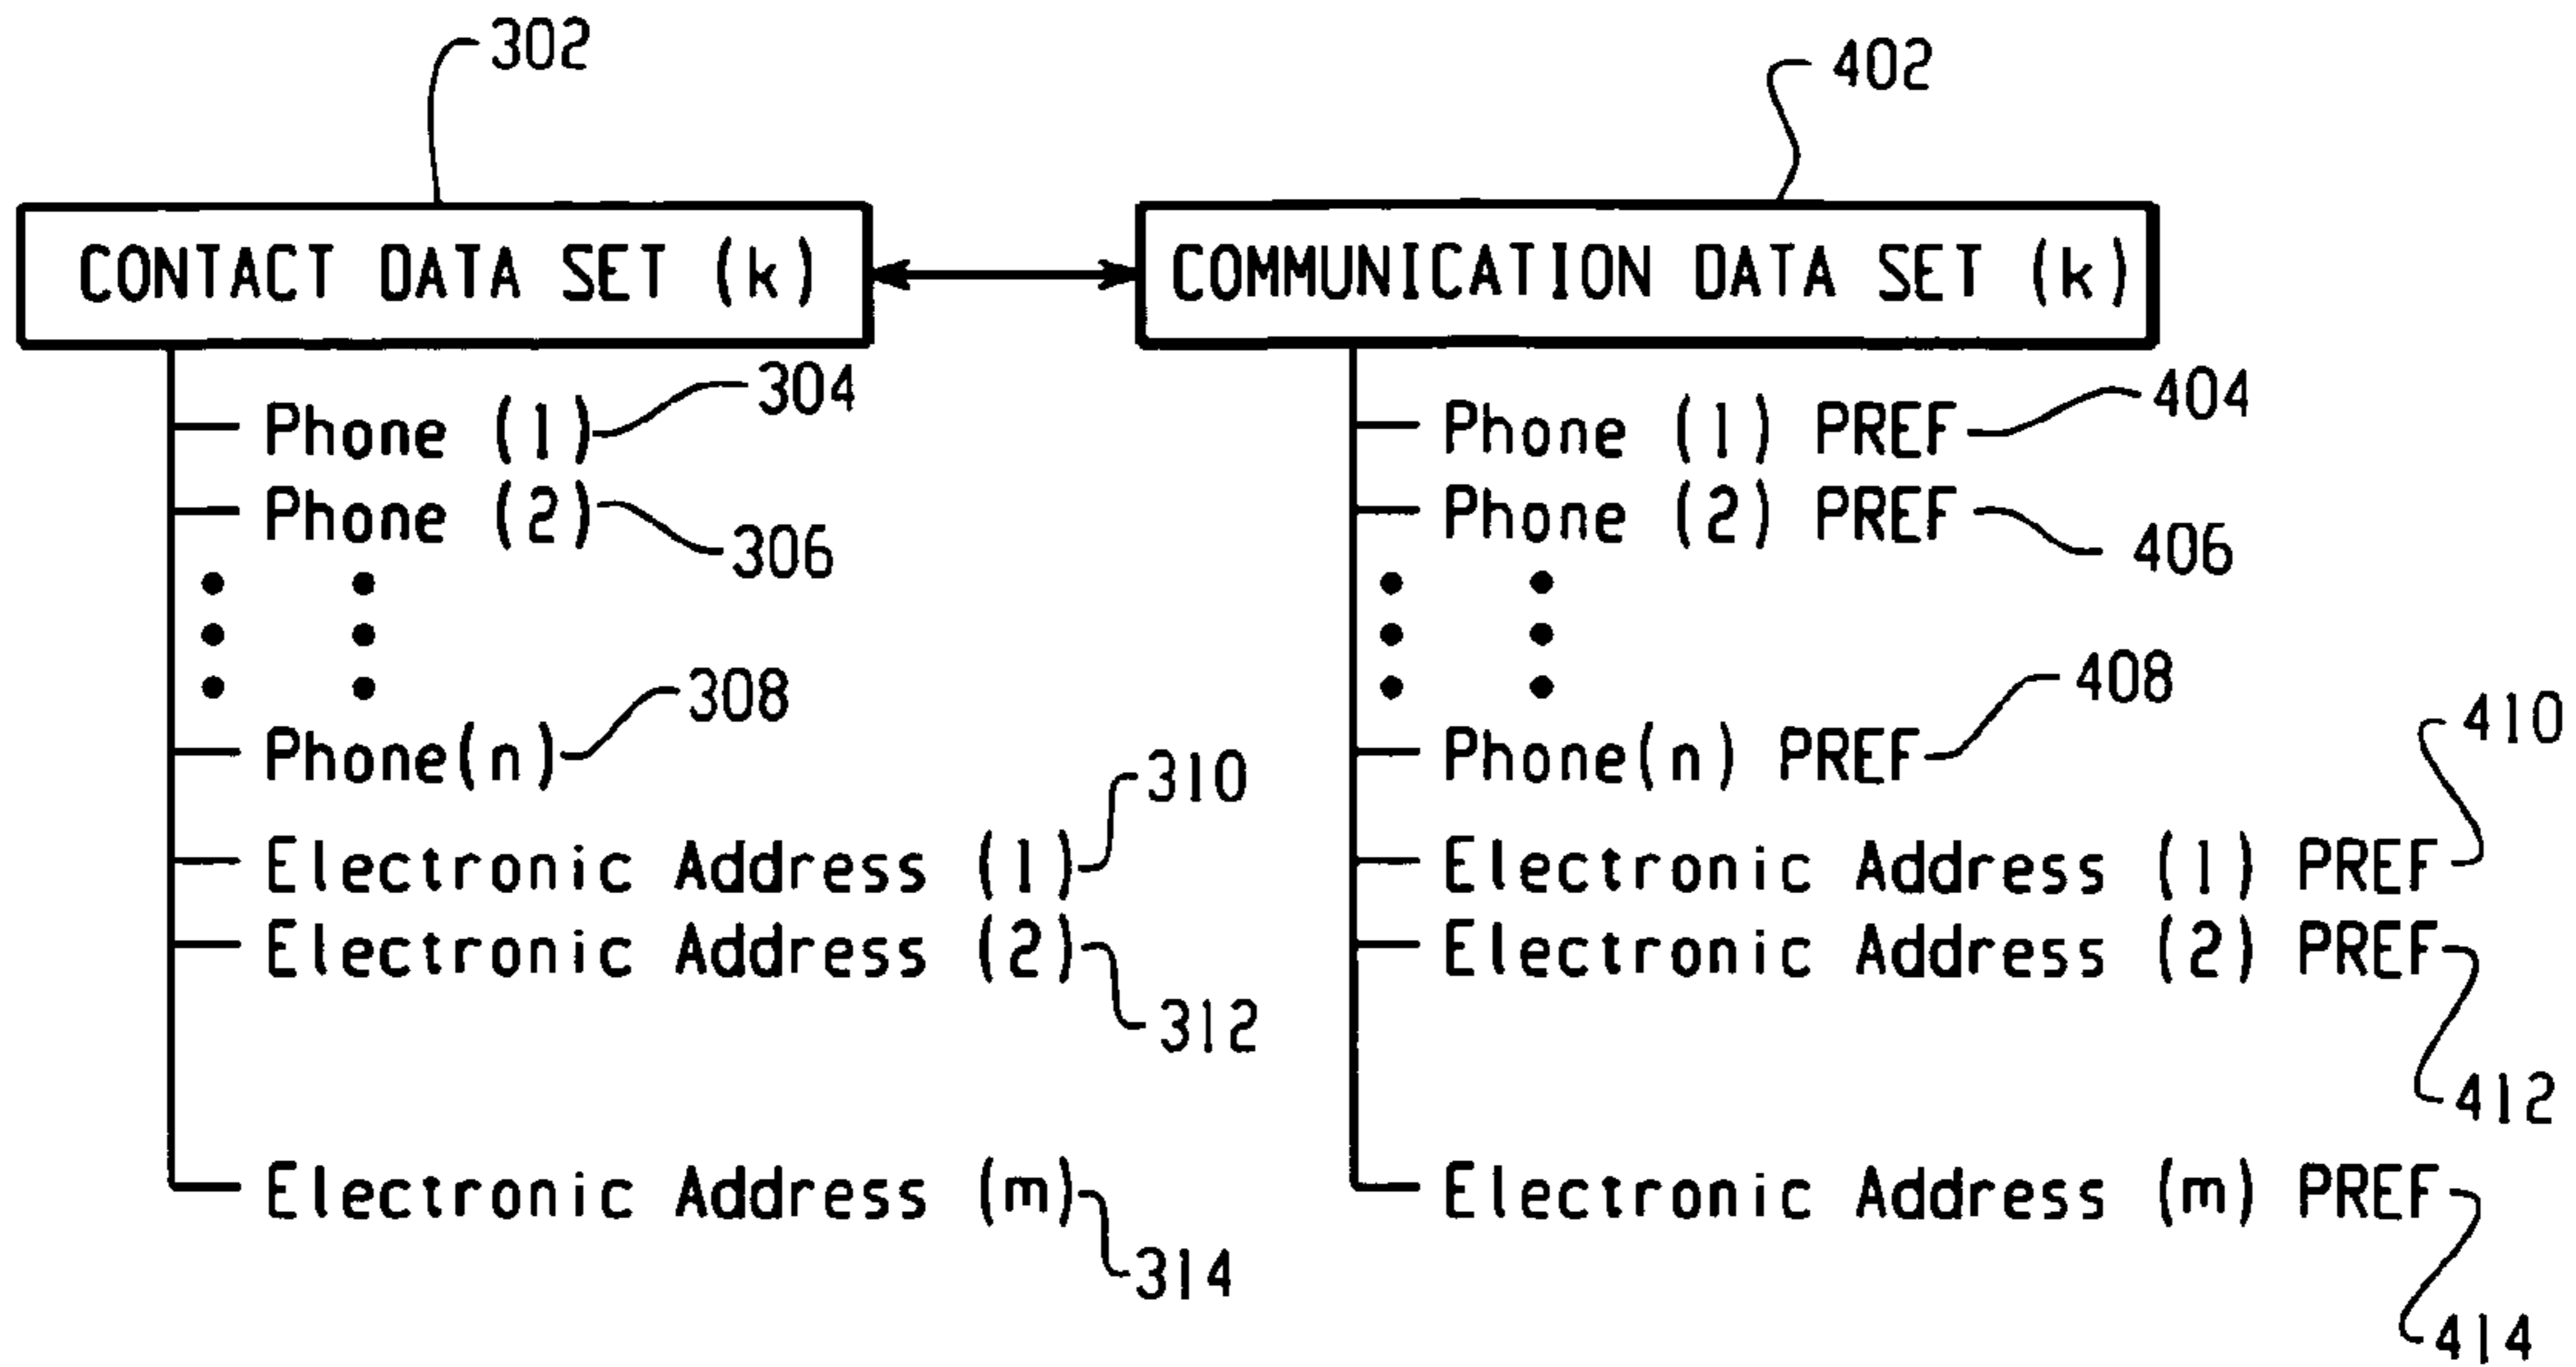 302
402
CONTACT DATA SET (k)
COMMUNICATION DATA SET (k)
Phone (1) 304
Phone (2) 306
Phone(n) 308
Electronic Address (1) 310
Electronic Address (2) 312
Electronic Address (m) 314
Phone (1) PREF 404
Phone (2) PREF 406
Phone(n) PREF 408
Electronic Address (1) PREF 410
Electronic Address (2) PREF 412
Electronic Address (m) PREF 414